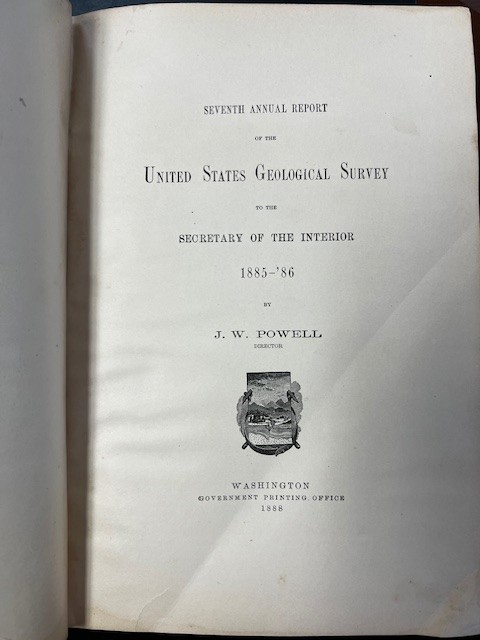 SEVENTH ANNUAL REPORT
OF THE
UNITED STATES GEOLOGICAL SURVEY
TO THE
SECRETARY OF THE INTERIOR
1885-'86
BY
J. W. POWELL
DIRECTOR
WASHINGTON
GOVERNMENT PRINTING OFFICE
1888